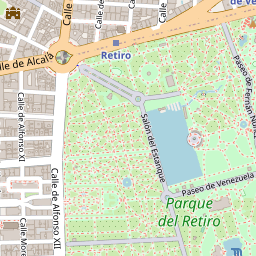 Calle
Calle
de Ve
Retiro
lle de Alcalá
Paseo de Fernán Núñez
Calle de Alfonso XI
Salón del Estanque
Calle de Alfonso XII
Paseo de Venezuela
Parque
del Retiro
Calle More